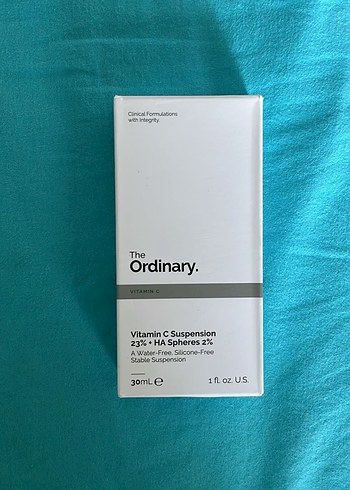 Clinical Formulations
with Integrity.
The
Ordinary.
VITAMIN C
Vitamin C Suspension
23% + HA Spheres 2%
A Water-Free, Silicone-Free
Stable Suspension
30mL ℮
1 fl. oz. U.S.